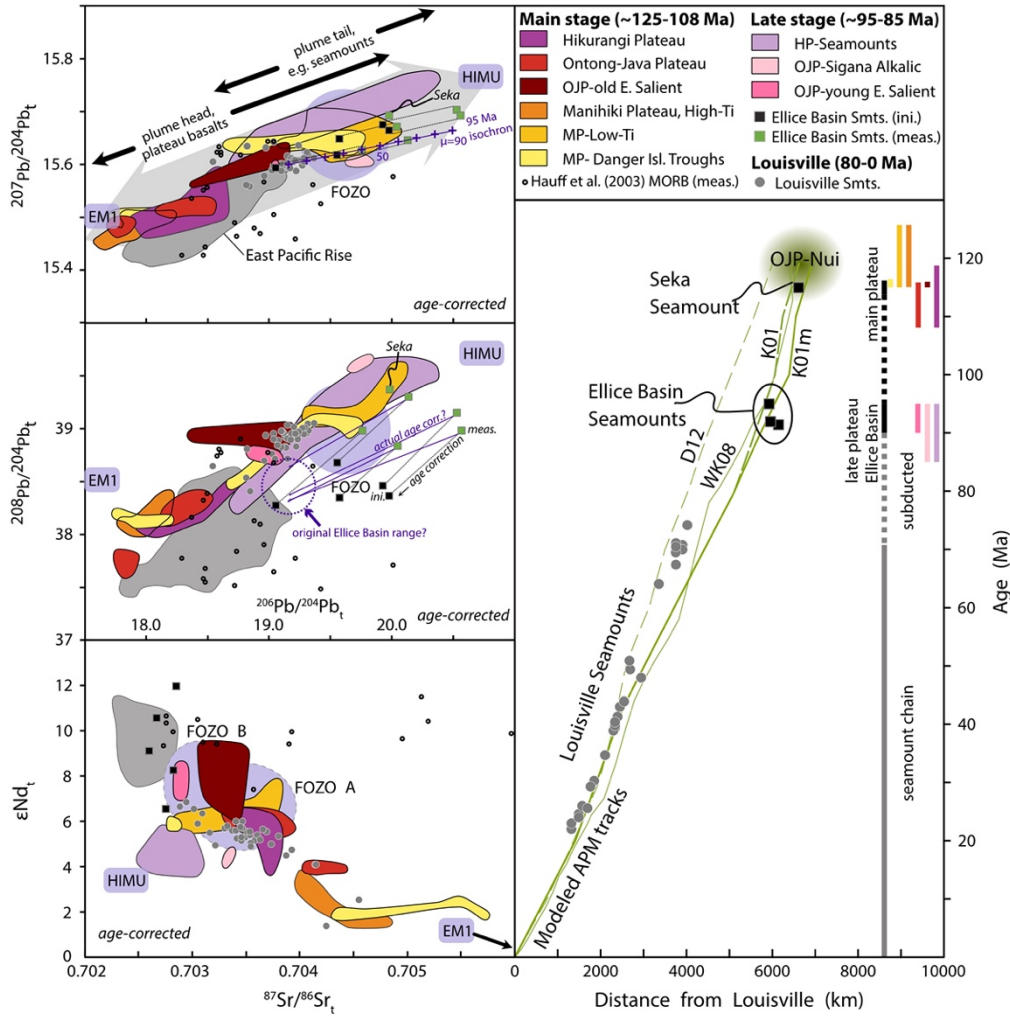 15.8
15.6
15.4
207Pb/204Pbt
plume tail,
e.g. seamounts
plume head,
plateau basalts
HIMU
Seka
95 Ma
isochron
µ=90
50
FOZO
EM1
East Pacific Rise
age-corrected
39
38
37
208Pb/204Pbt
Seka
HIMU
actual age corr.?
meas.
age correction
FOZO
ini.
EM1
original Ellice Basin range?
206Pb/204Pbt
age-corrected
18.0
19.0
20.0
12
10
8
6
4
2
0
εNdt
FOZO B
FOZO A
HIMU
EM1
age-corrected
0.702
0.703
0.704
0.705
87Sr/86Srt
Main stage (~125-108 Ma)
Hikurangi Plateau
Ontong-Java Plateau
OJP-old E. Salient
Manihiki Plateau, High-Ti
MP-Low-Ti
MP- Danger Isl. Troughs
Hauff et al. (2003) MORB (meas.)
Late stage (~95-85 Ma)
HP-Seamounts
OJP-Sigana Alkalic
OJP-young E. Salient
Ellice Basin Smts. (ini.)
Ellice Basin Smts. (meas.)
Louisville (80-0 Ma)
Louisville Smts.
OJP-Nui
Seka
Seamount
K01
K01m
Ellice Basin
Seamounts
D12
WK08
Louisville Seamounts
Modeled APM tracks
main plateau
late plateau
Ellice Basin
subducted
seamount chain
120
100
80
60
40
20
Age (Ma)
0
2000
4000
6000
8000
10000
Distance from Louisville (km)